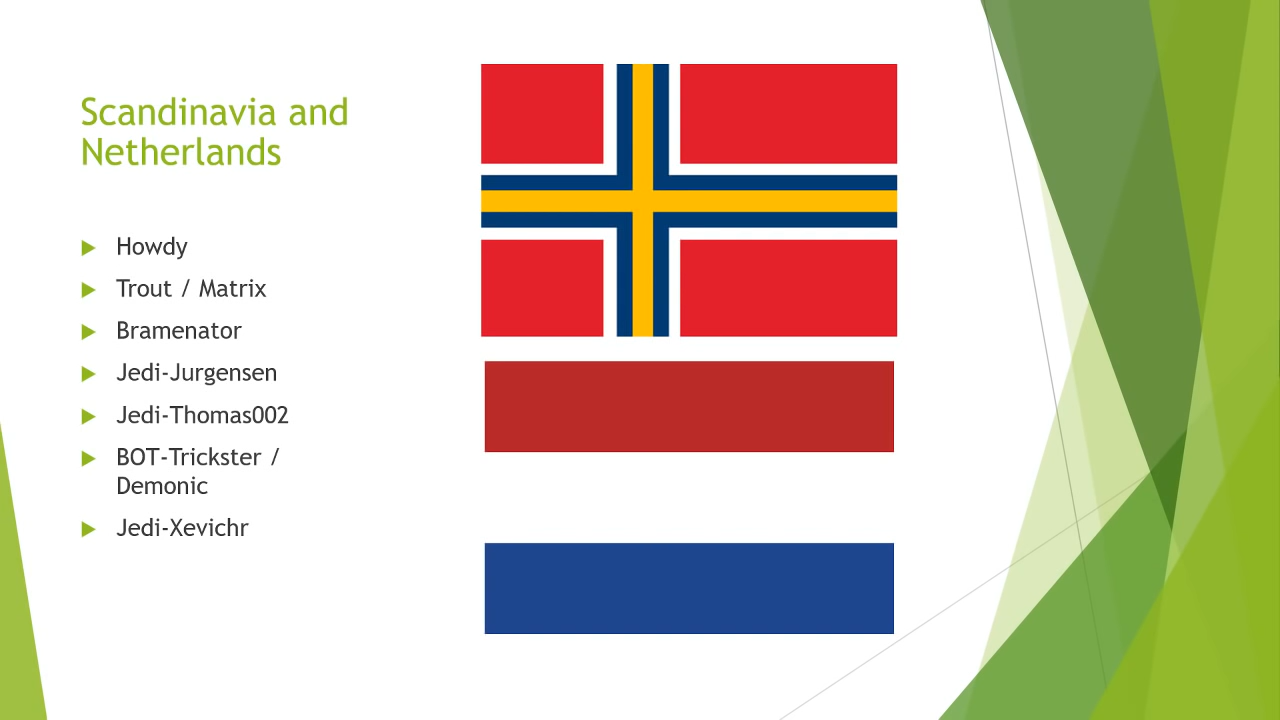 Scandinavia and
Netherlands
Howdy
Trout / Matrix
Bramenator
Jedi-Jurgensen
Jedi-Thomas002
BOT-Trickster /
Demonic
Jedi-Xevichr